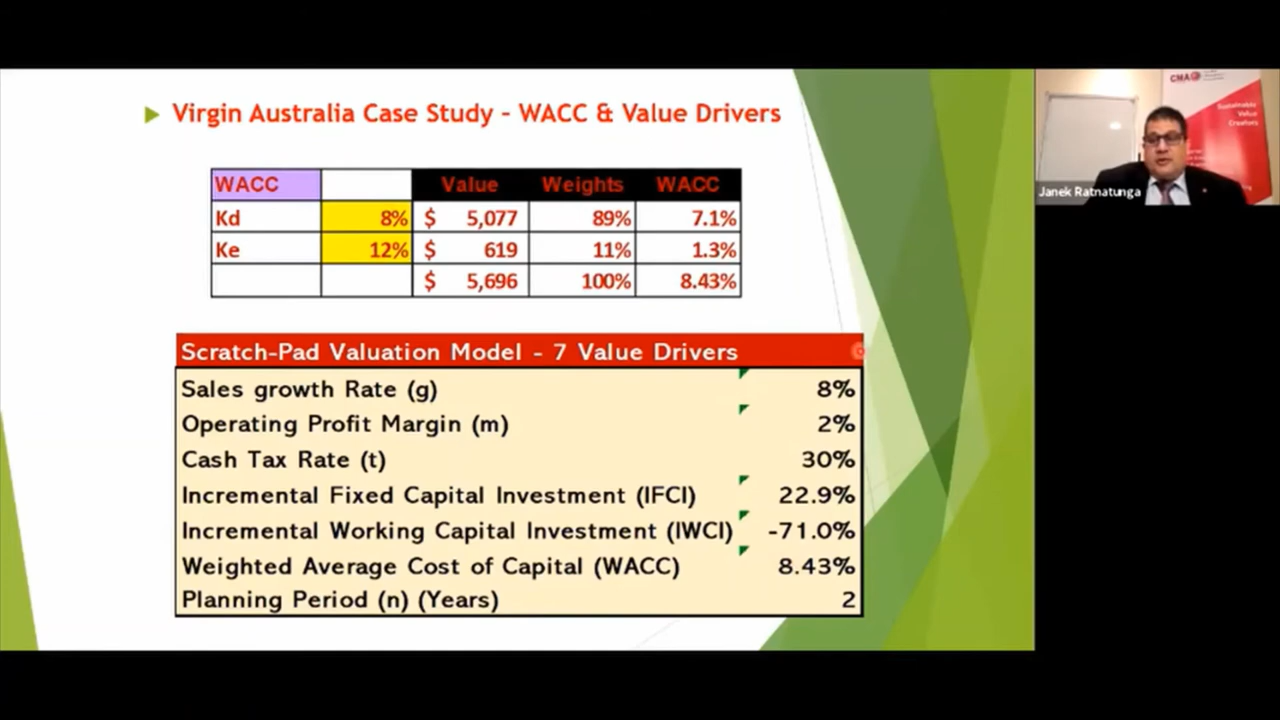 Virgin Australia Case Study - WACC & Value Drivers
WACC Value Weights WACC
Kd 8% $ 5,077 89% 7.1%
Ke 12% $ 619 11% 1.3%
$ 5,696 100% 8.43%
Scratch-Pad Valuation Model - 7 Value Drivers
Sales growth Rate (g) 8%
Operating Profit Margin (m) 2%
Cash Tax Rate (t) 30%
Incremental Fixed Capital Investment (IFCI) 22.9%
Incremental Working Capital Investment (IWCI) -71.0%
Weighted Average Cost of Capital (WACC) 8.43%
Planning Period (n) (Years) 2
CMA
Sustainable
Value
Creators
Janek Ratnatunga